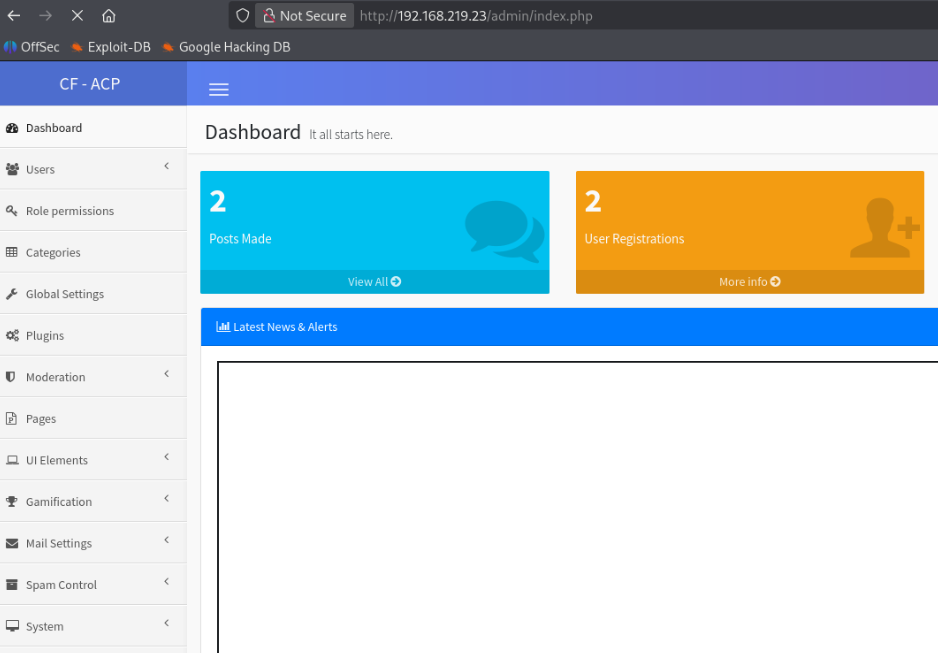 Not Secure http://192.168.219.23/admin/index.php
OffSec Exploit-DB Google Hacking DB
CF - ACP
Dashboard
Users
Role permissions
Categories
Global Settings
Plugins
Moderation
Pages
UI Elements
Gamification
Mail Settings
Spam Control
System
Dashboard It all starts here.
2
Posts Made
View All
2
User Registrations
More info
Latest News & Alerts